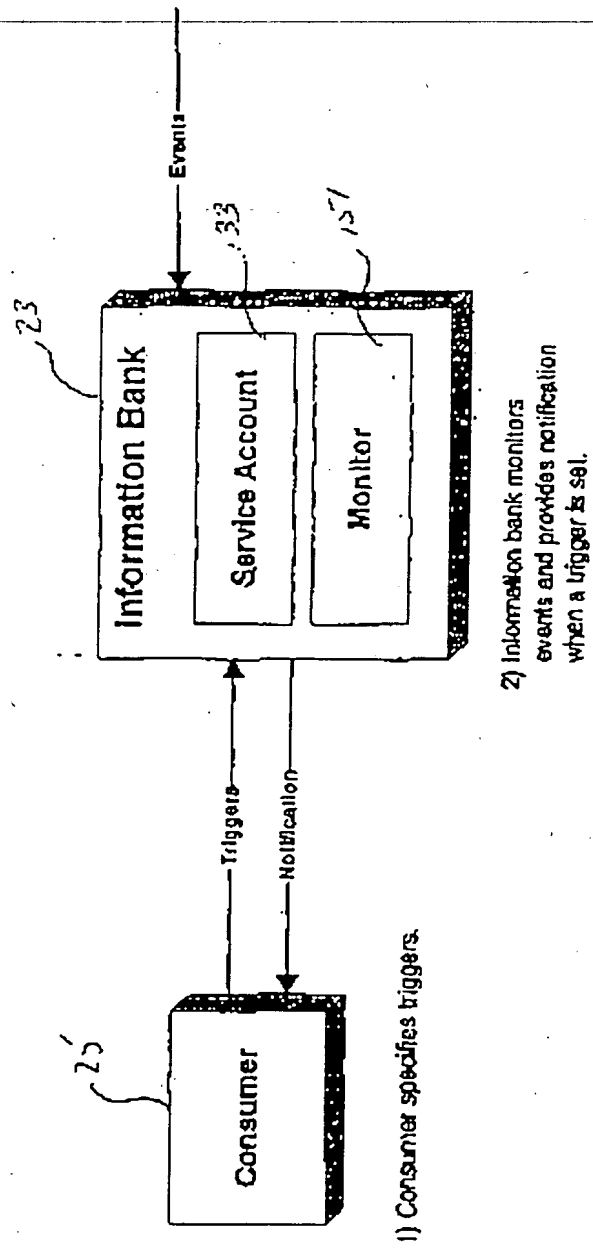 Events
23
Information Bank
Service Account
133
Monitor
157
Triggers
Notification
25
Consumer
1) Consumer specifies triggers.
2) Information bank monitors
events and provides notification
when a trigger is set.